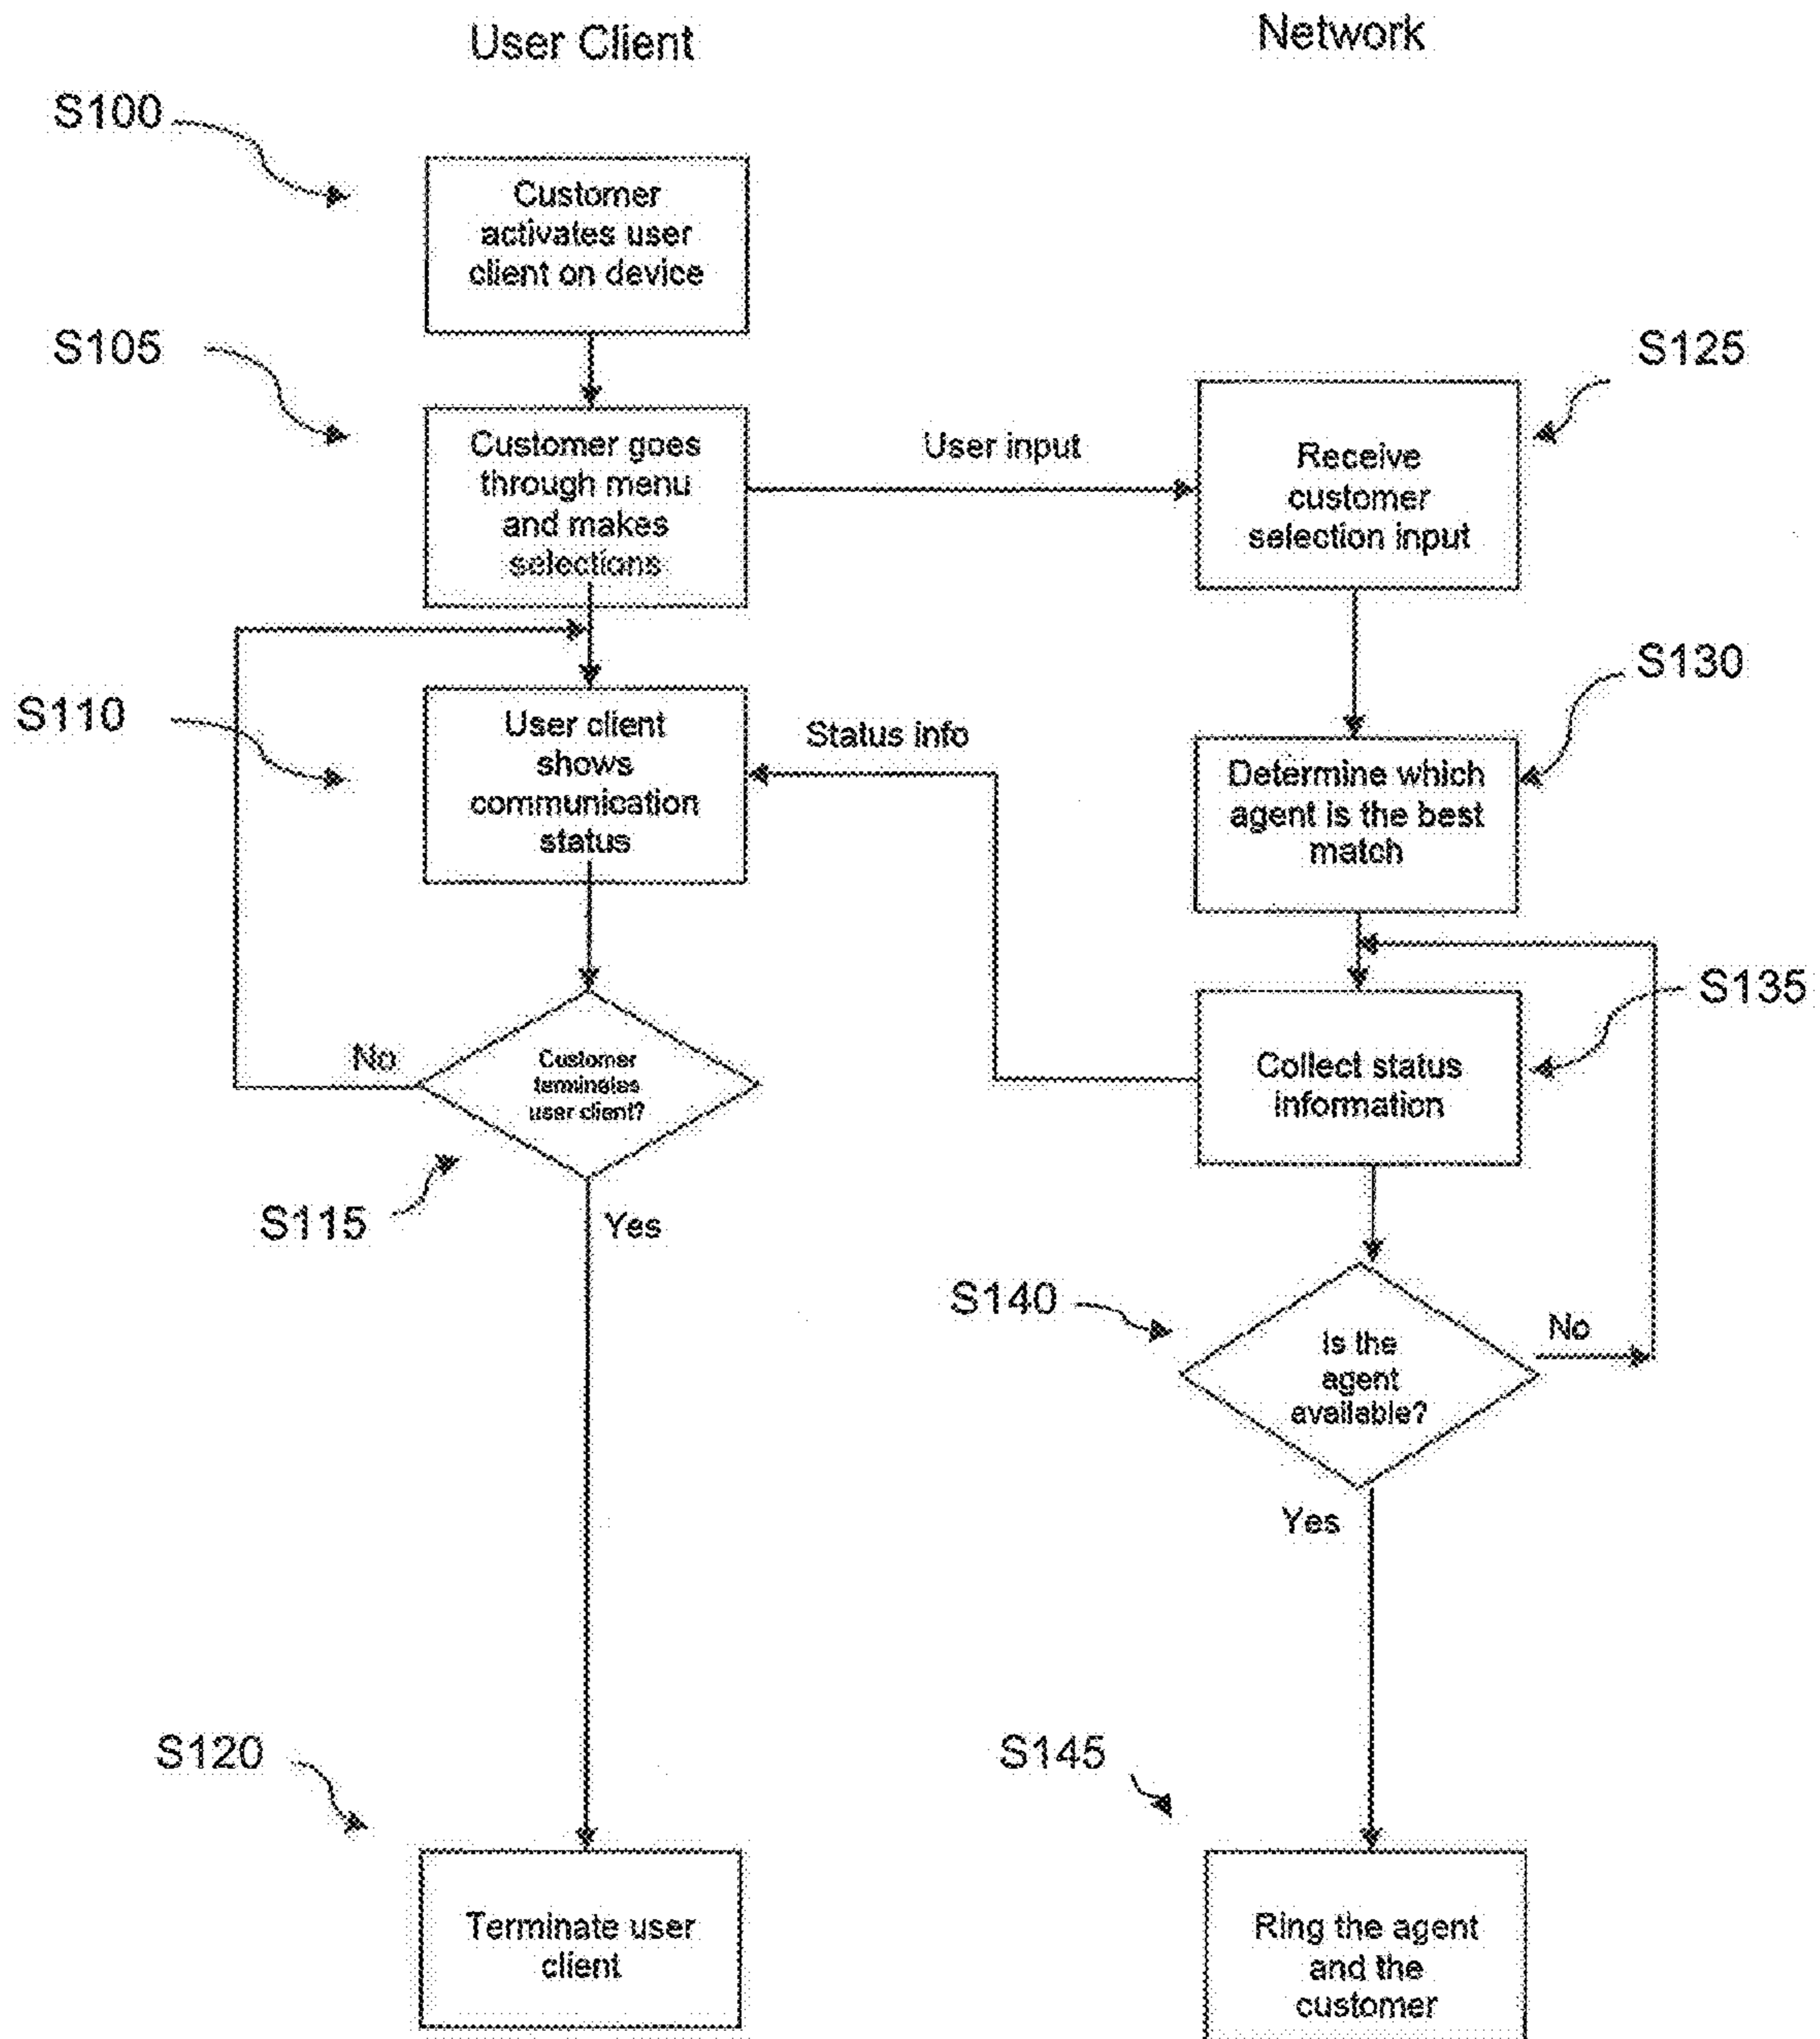 User Client
Network
S100
Customer
activates user
client on device
S105
S125
Customer goes
through menu
and makes
selections
User input
Receive
customer
selection input
S130
S110
User client
shows
communication
status
Status info
Determine which
agent is the best
match
S135
No
Customer
terminates
user client?
Collect status
information
S115
Yes
S140
Is the
agent
available?
No
Yes
S120
S145
Terminate user
client
Ring the agent
and the
customer